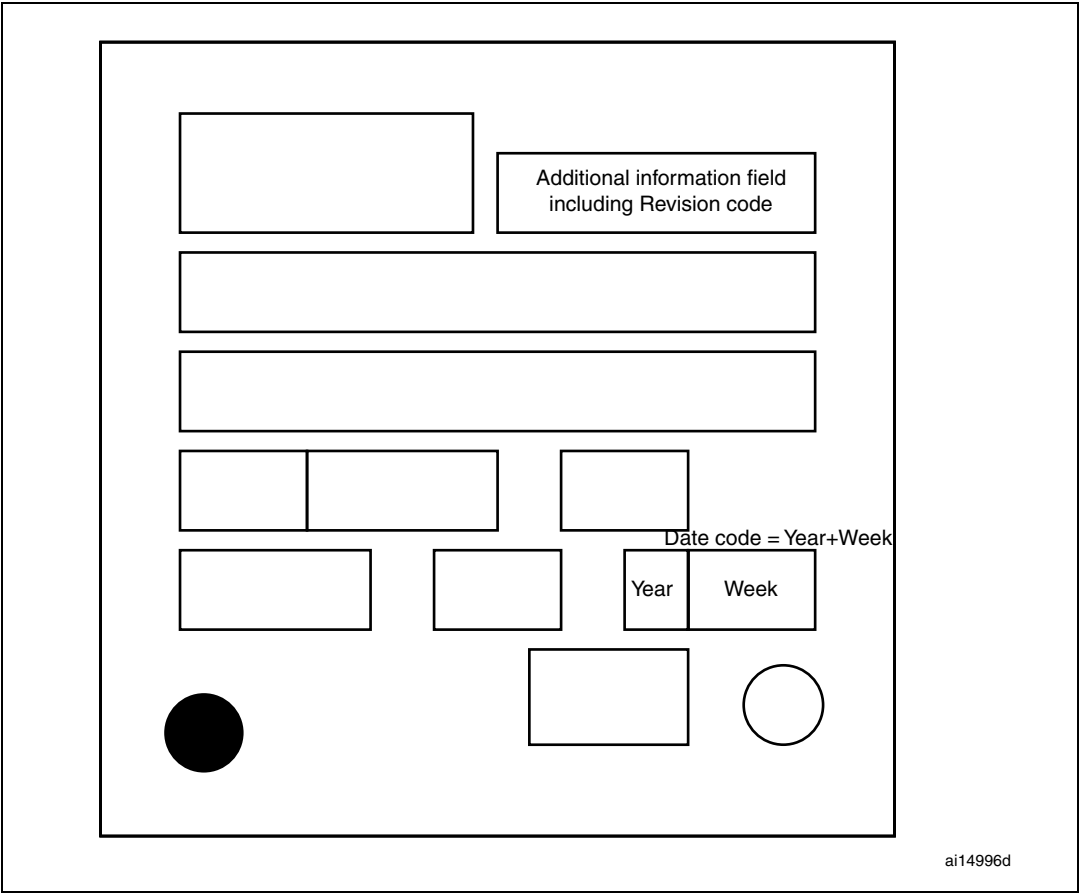 Additional information field
including Revision code
Date code = Year+Week
Year Week
ai14996d